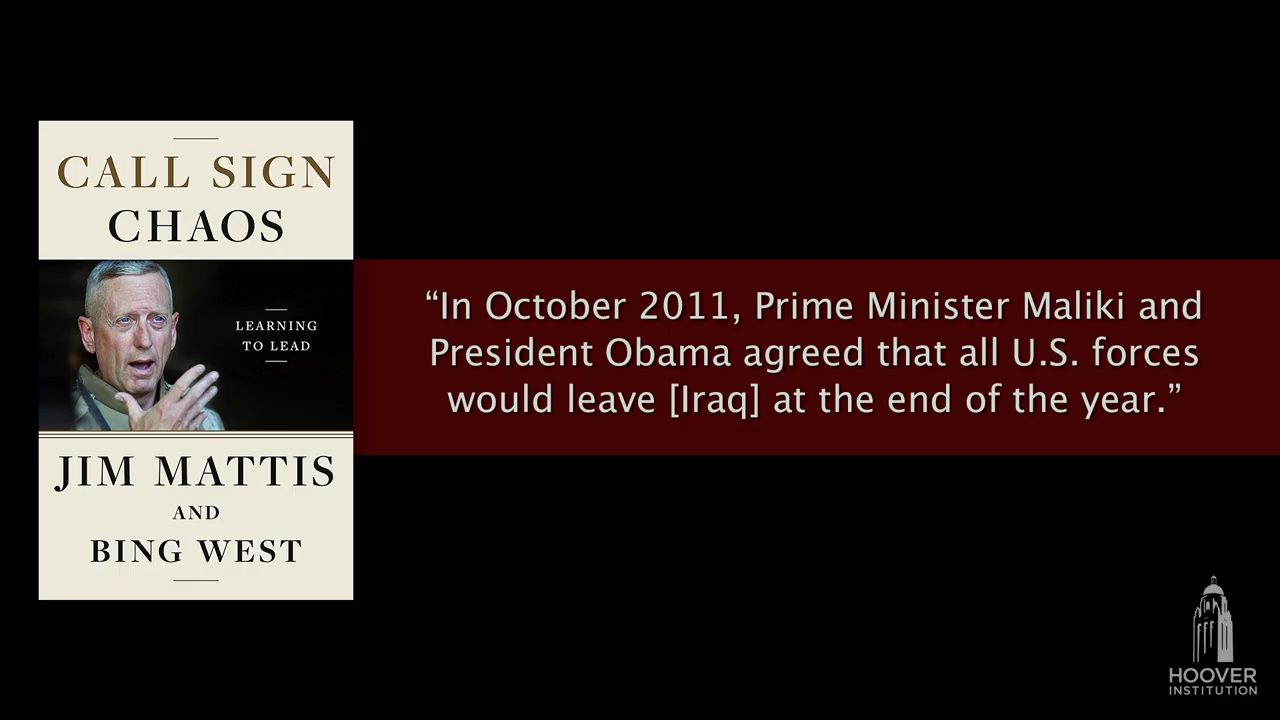 CALL SIGN
CHAOS
LEARNING
TO LEAD
JIM MATTIS
AND
BING WEST
“In October 2011, Prime Minister Maliki and
President Obama agreed that all U.S. forces
would leave [Iraq] at the end of the year.”
HOOVER
INSTITUTION